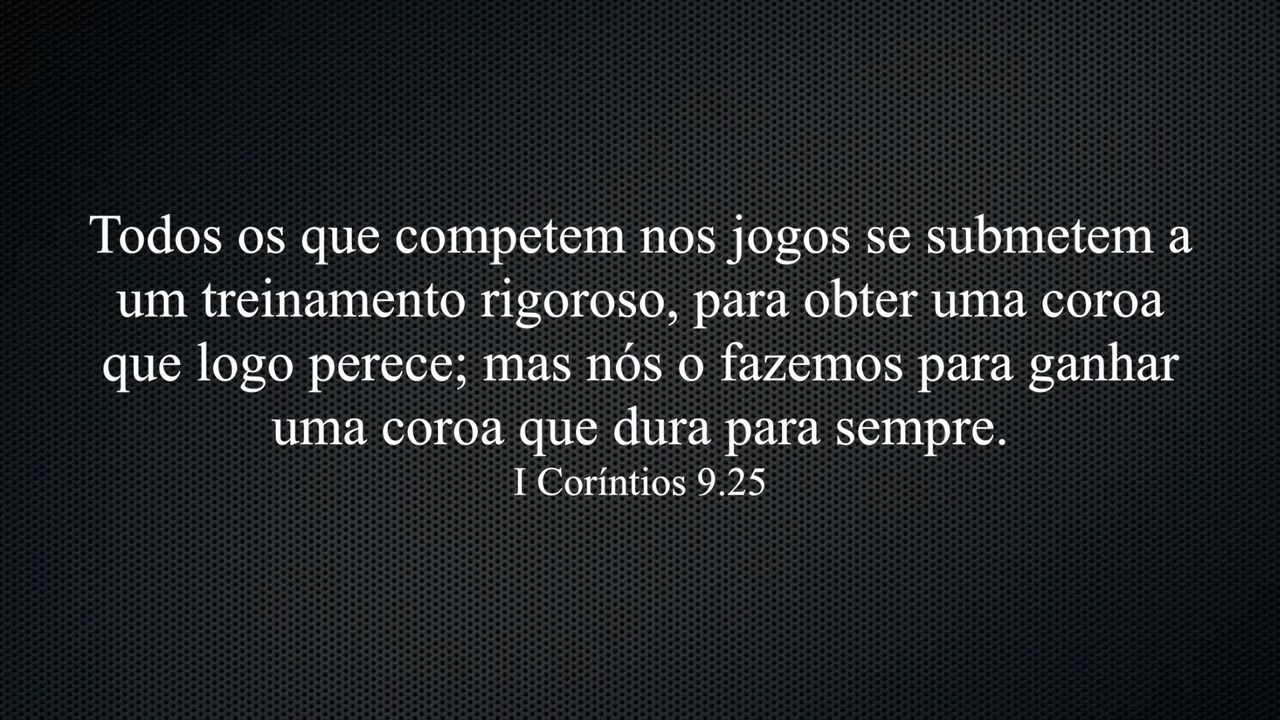 Todos os que competem nos jogos se submetem a
um treinamento rigoroso, para obter uma coroa
que logo perece; mas nós o fazemos para ganhar
uma coroa que dura para sempre.
I Coríntios 9.25